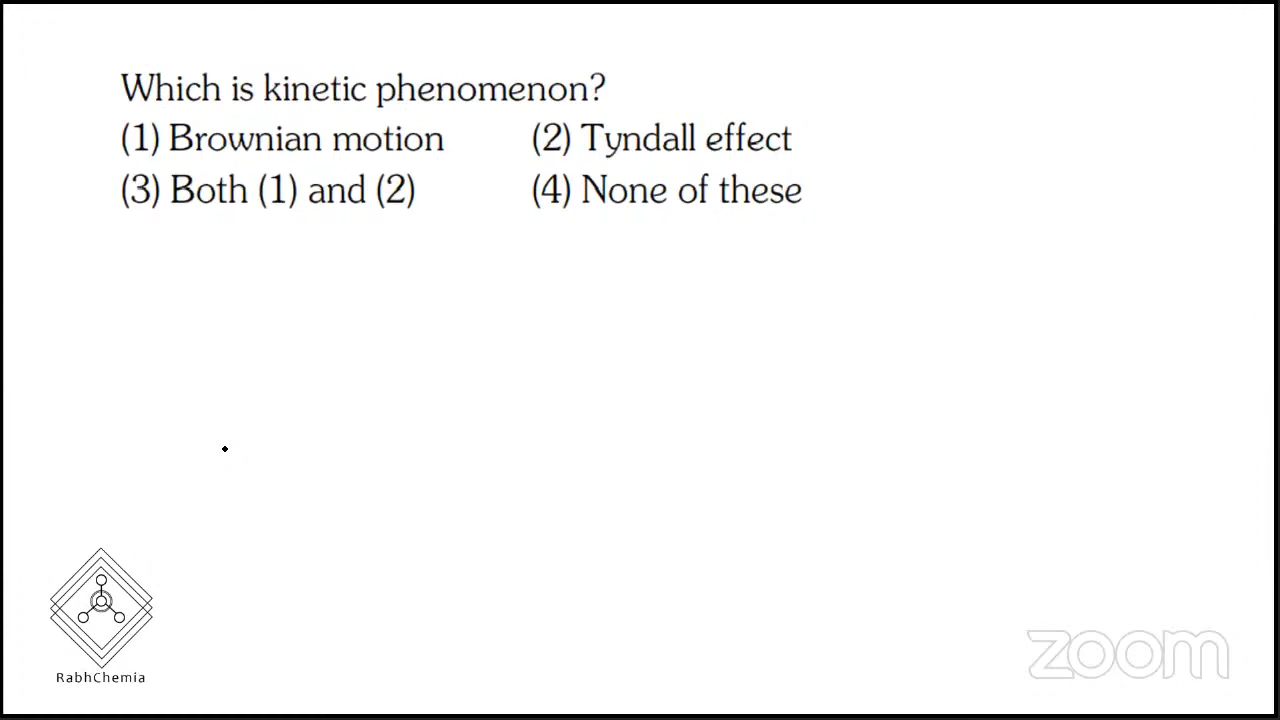 Which is kinetic phenomenon?
(1) Brownian motion (2) Tyndall effect
(3) Both (1) and (2) (4) None of these
RabhChemia
zoom